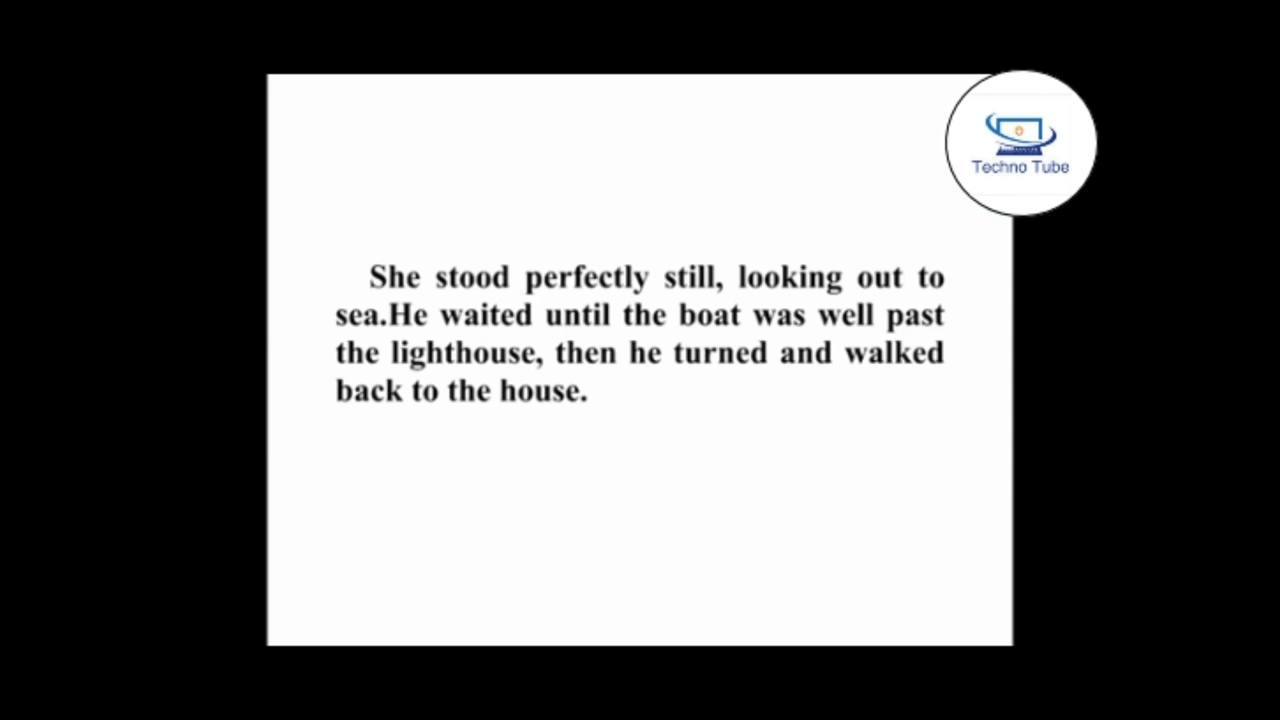 Techno Tube
She stood perfectly still, looking out to
sea.He waited until the boat was well past
the lighthouse, then he turned and walked
back to the house.